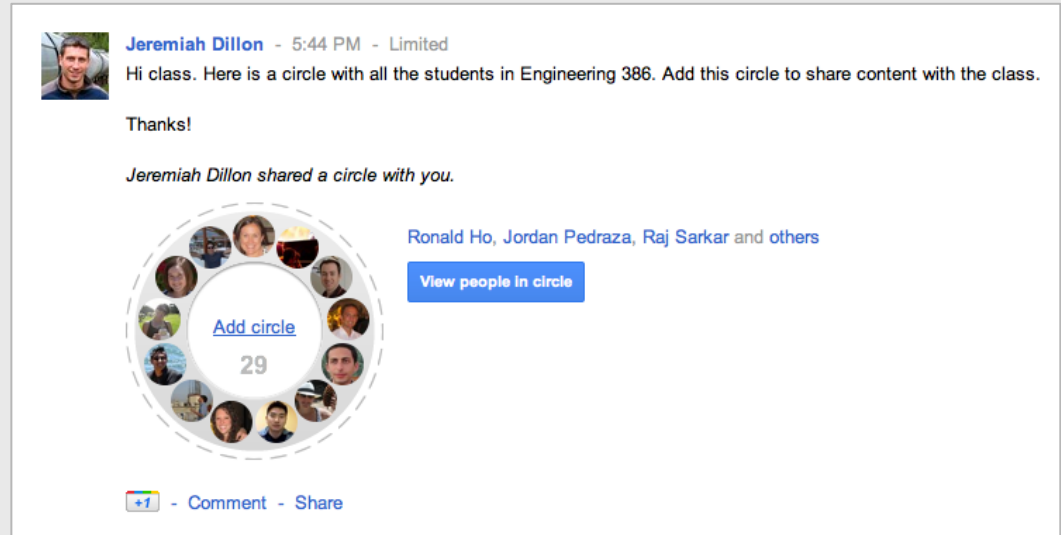 Jeremiah Dillon - 5:44 PM - Limited
Hi class. Here is a circle with all the students in Engineering 386. Add this circle to share content with the class.
Thanks!
Jeremiah Dillon shared a circle with you.
Ronald Ho, Jordan Pedraza, Raj Sarkar and others
View people in circle
Add circle
29
+1 - Comment - Share